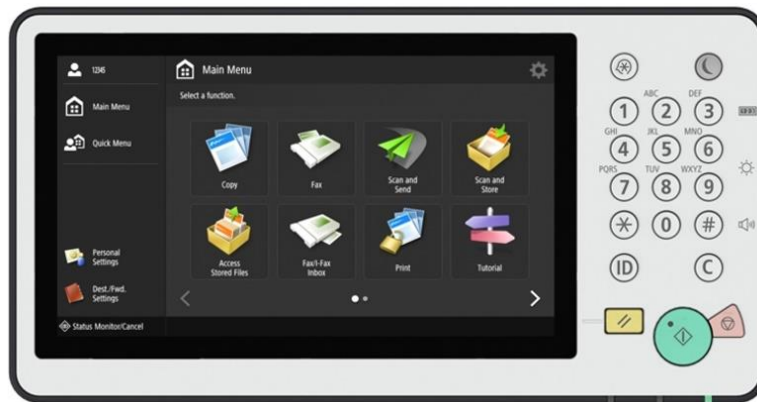 12345
Main Menu
Main Menu
Quick Menu
Select a function.
Copy
Fax
Scan and
Send
Scan and
Store
Access
Stored Files
Fax/I-Fax
Inbox
Print
Tutorial
Personal
Settings
Dest./Fwd.
Settings
Status Monitor/Cancel
ABC
DEF
1
2
3
GHI
JKL
MNO
4
5
6
PQRS
TUV
WXYZ
7
8
9
0
#
ID
C